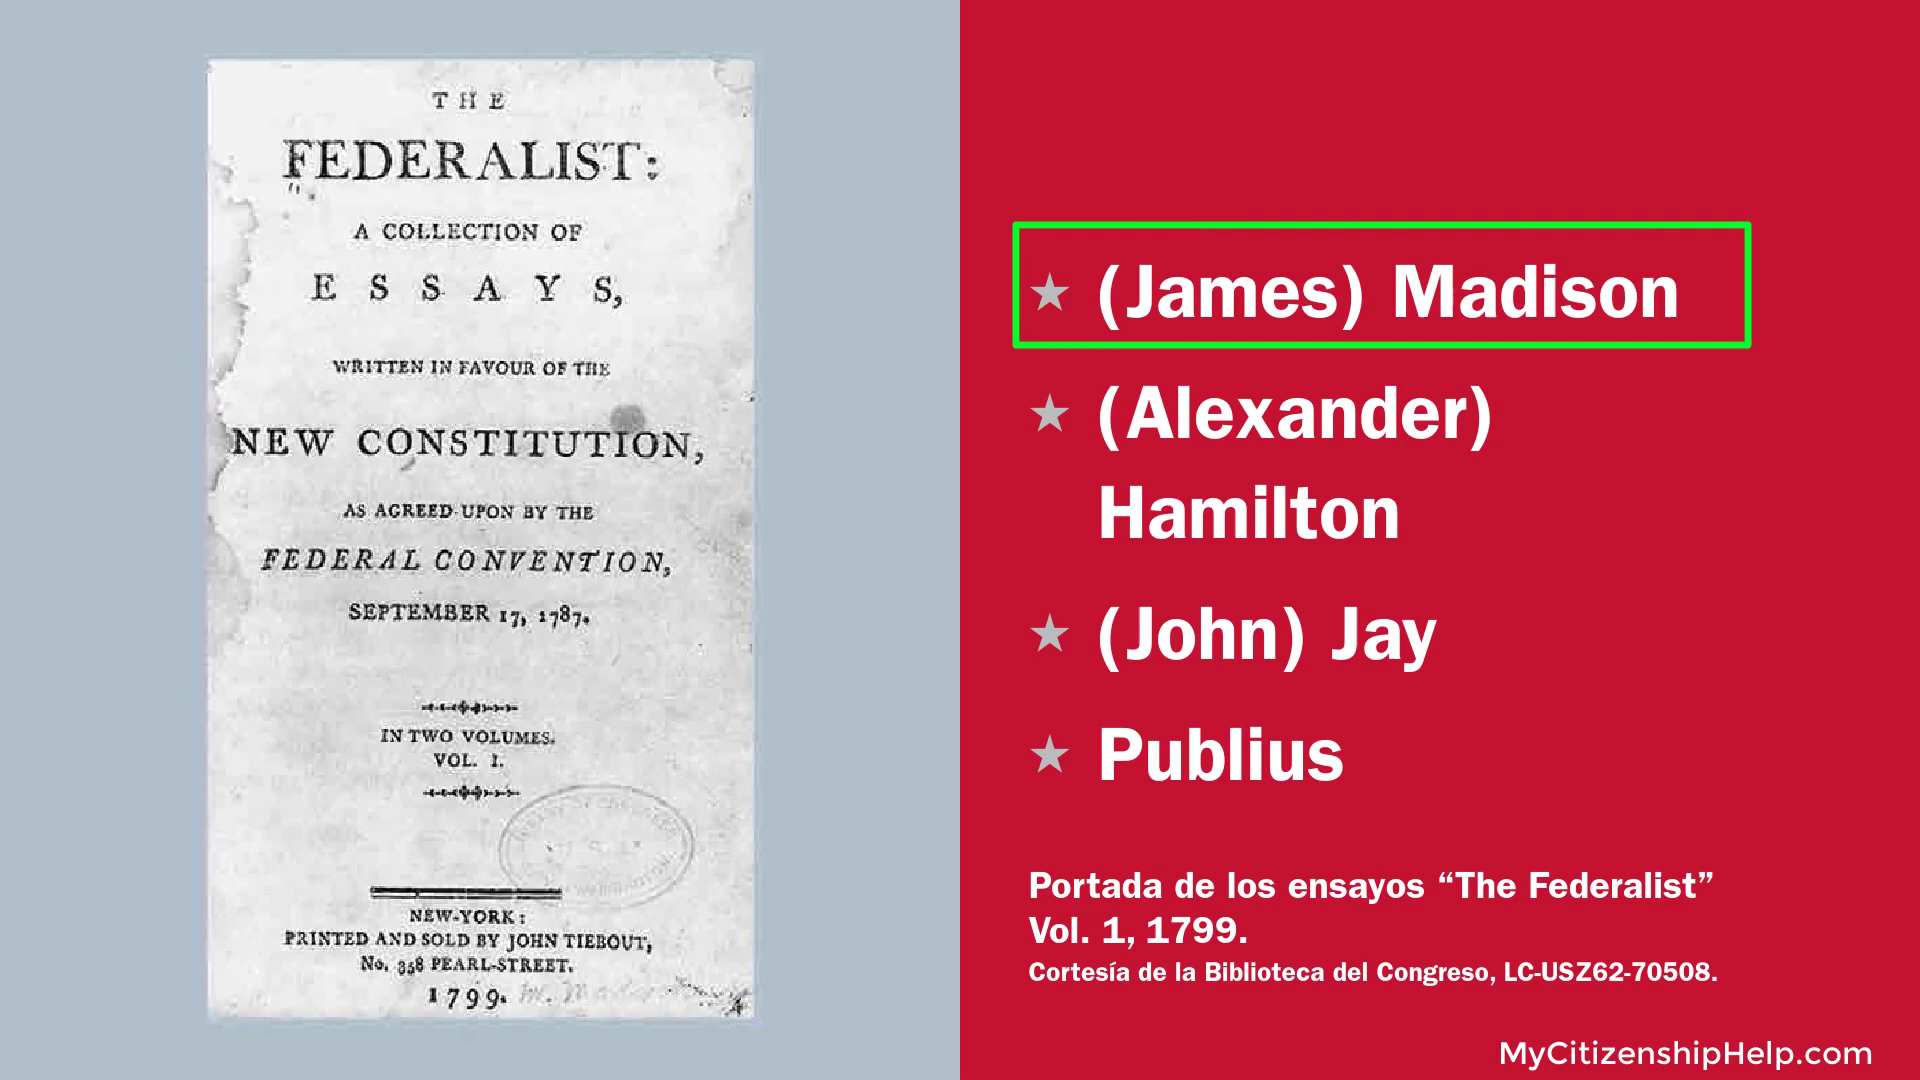 THE
FEDERALIST:
A COLLECTION OF
ESSAYS,
WRITTEN IN FAVOUR OF THE
NEW CONSTITUTION,
AS AGREED UPON BY THE
FEDERAL CONVENTION,
SEPTEMBER 17, 1787.
IN TWO VOLUMES.
VOL. I.
NEW-YORK:
PRINTED AND SOLD BY JOHN TIEBOUT,
No. 358 PEARL-STREET.
1799.
★ (James) Madison
★ (Alexander)
Hamilton
★ (John) Jay
★ Publius
Portada de los ensayos “The Federalist”
Vol. 1, 1799.
Cortesía de la Biblioteca del Congreso, LC-USZ62-70508.
MyCitizenshipHelp.com